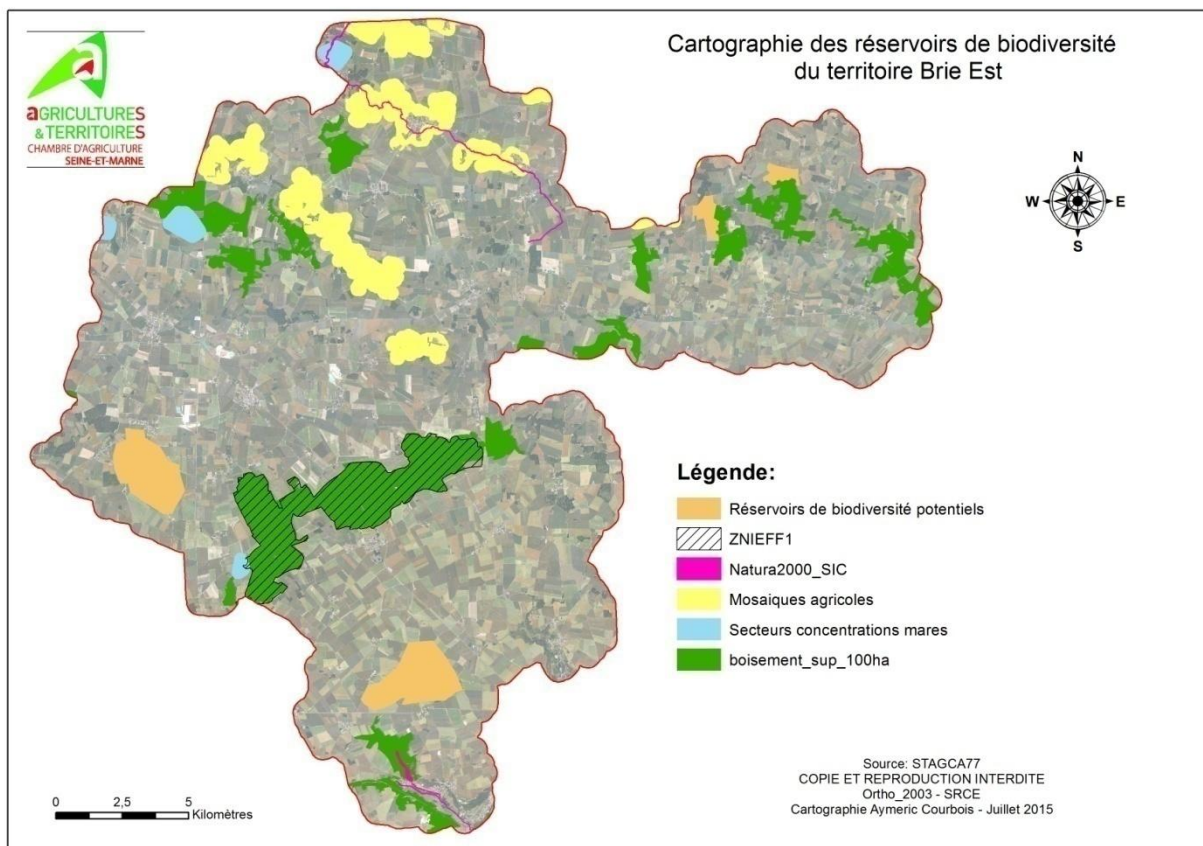 a
aGRICULTURES
& TERRITOIRES
CHAMBRE D'AGRICULTURE
SEINE-ET-MARNE
Cartographie des réservoirs de biodiversité
du territoire Brie Est
N
W
E
S
Légende:
Réservoirs de biodiversité potentiels
ZNIEFF1
Natura2000_SIC
Mosaiques agricoles
Secteurs concentrations mares
boisement_sup_100ha
0 2,5 5
Kilomètres
Source: STAGCA77
COPIE ET REPRODUCTION INTERDITE
Ortho_2003 - SRCE
Cartographie Aymeric Courbois - Juillet 2015